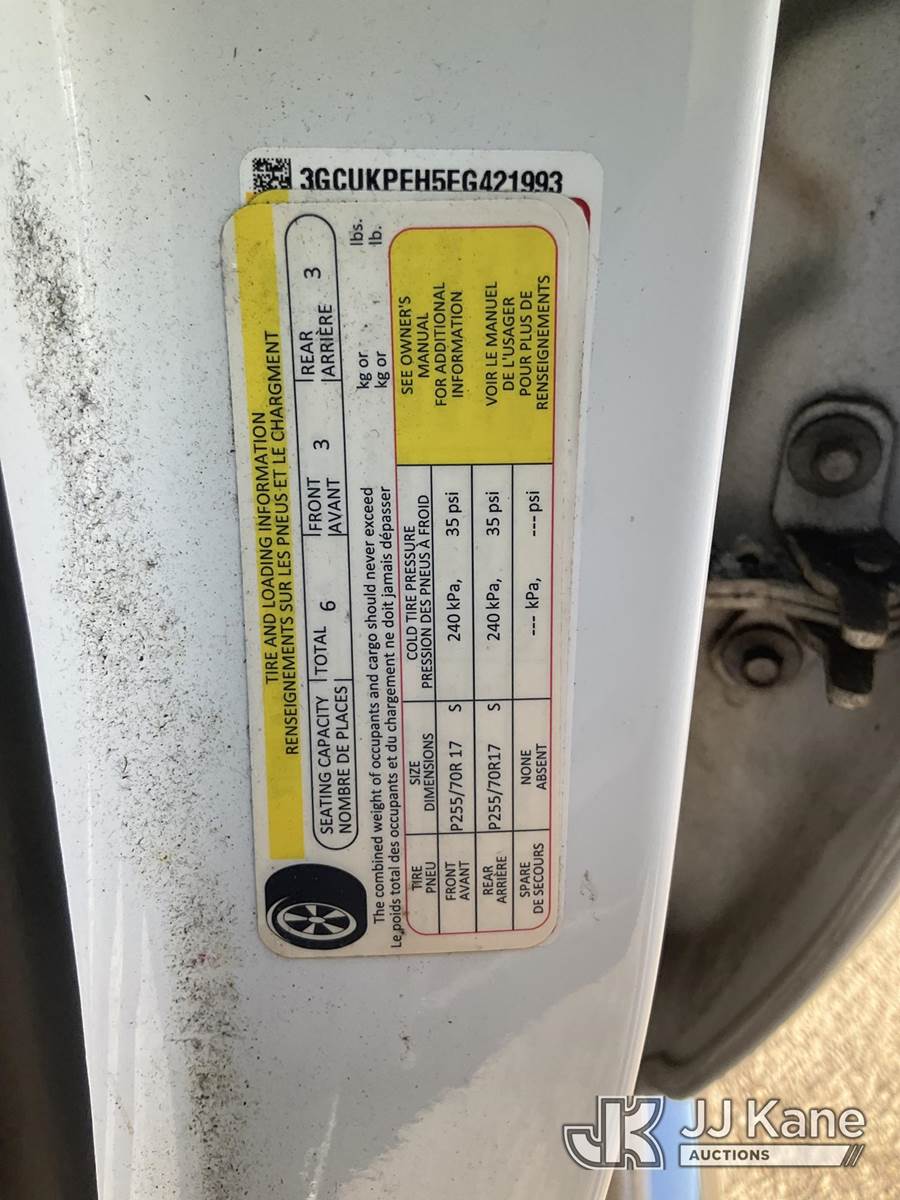 3GCUKPEH5EG421993
TIRE AND LOADING INFORMATION
RENSEIGNEMENTS SUR LES PNEUS ET LE CHARGMENT
SEATING CAPACITY TOTAL 6 FRONT 3 REAR 3
NOMBRE DE PLACES AVANT ARRIÈRE
The combined weight of occupants and cargo should never exceed kg or lbs.
Le poids total des occupants et du chargement ne doit jamais dépasser kg or lb.
TIRE SIZE COLD TIRE PRESSURE
PNEU DIMENSIONS PRESSION DES PNEUS À FROID
FRONT
AVANT P255/70R 17 S 240 kPa, 35 psi
REAR
ARRIÈRE P255/70R17 S 240 kPa, 35 psi
SPARE NONE
DE SECOURS ABSENT --- kPa, --- psi
SEE OWNER'S
MANUAL
FOR ADDITIONAL
INFORMATION
VOIR LE MANUEL
DE L'USAGER
POUR PLUS DE
RENSEIGNEMENTS
JK JJ Kane
AUCTIONS